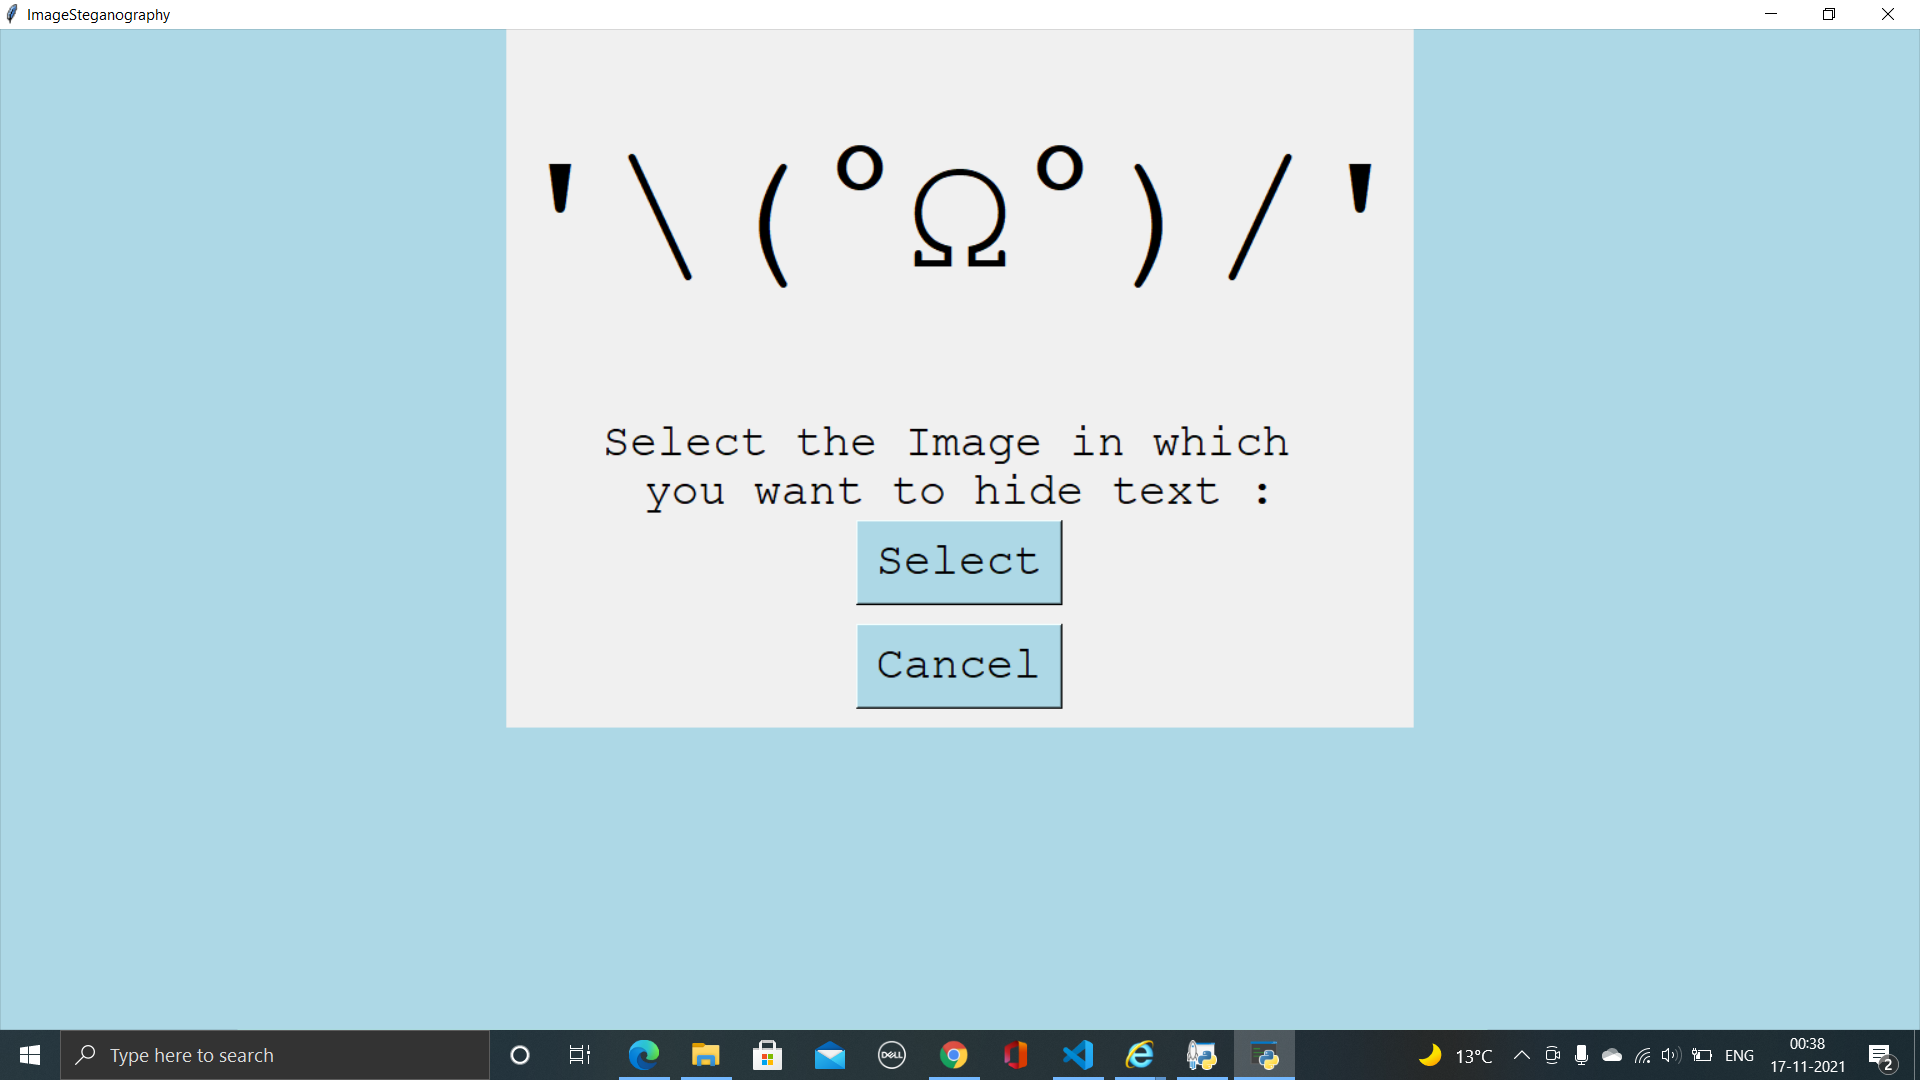 ImageSteganography
'\(°Ω°)/'
Select the Image in which
you want to hide text :
Select
Cancel
Type here to search
DELL
13°C
ENG
00:38
17-11-2021
2